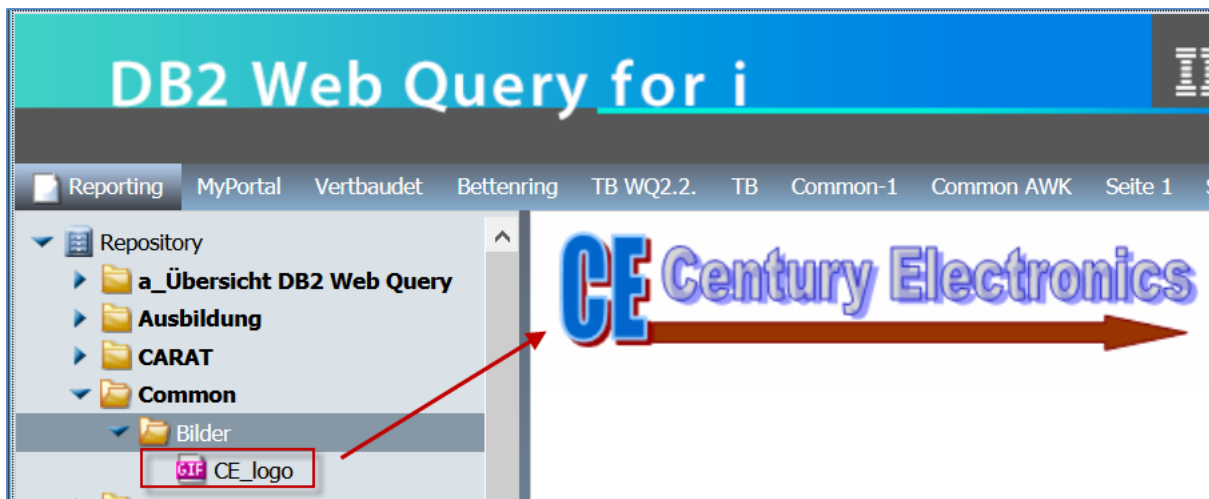 DB2 Web Query for i
Reporting MyPortal Vertbaudet Bettenring TB WQ2.2. TB Common-1 Common AWK Seite 1
Repository
a_Übersicht DB2 Web Query
Ausbildung
CARAT
Common
Bilder
GIF CE_logo
CE Century Electronics